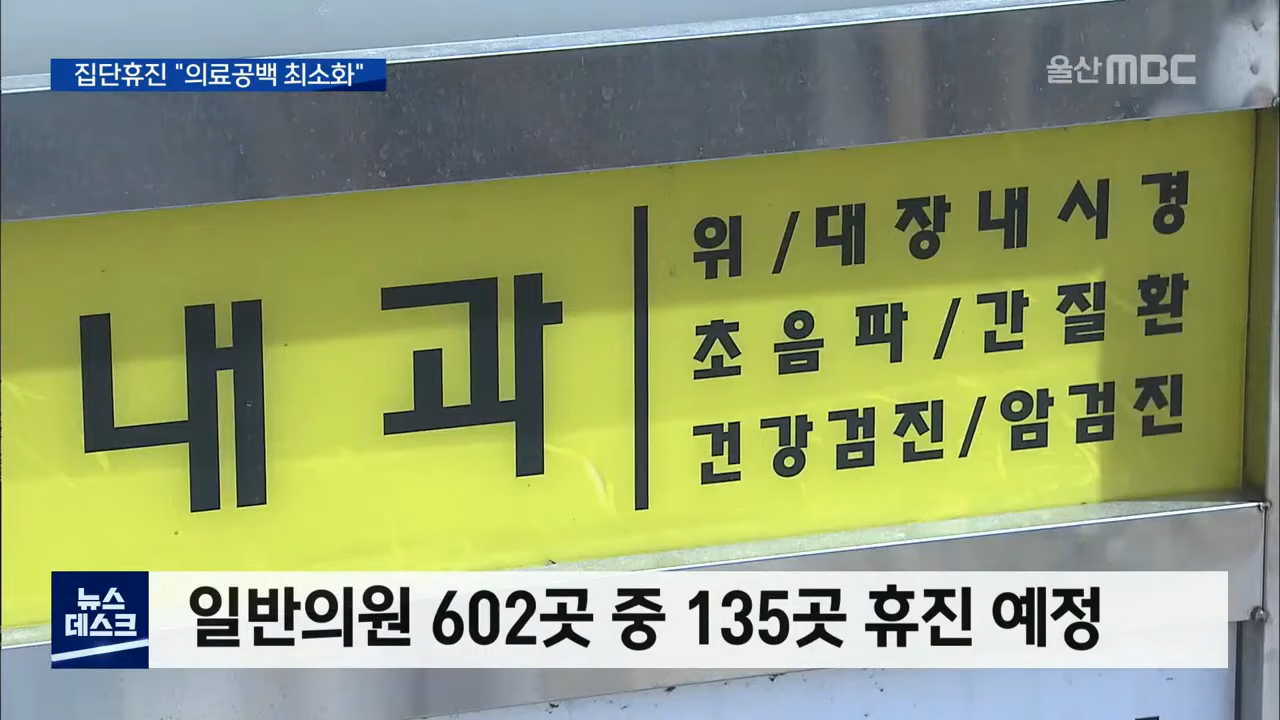 집단휴진 "의료공백 최소화"
울산MBC
내과
위/대장내시경
초음파/간질환
건강검진/암검진
뉴스
데스크
일반의원 602곳 중 135곳 휴진 예정